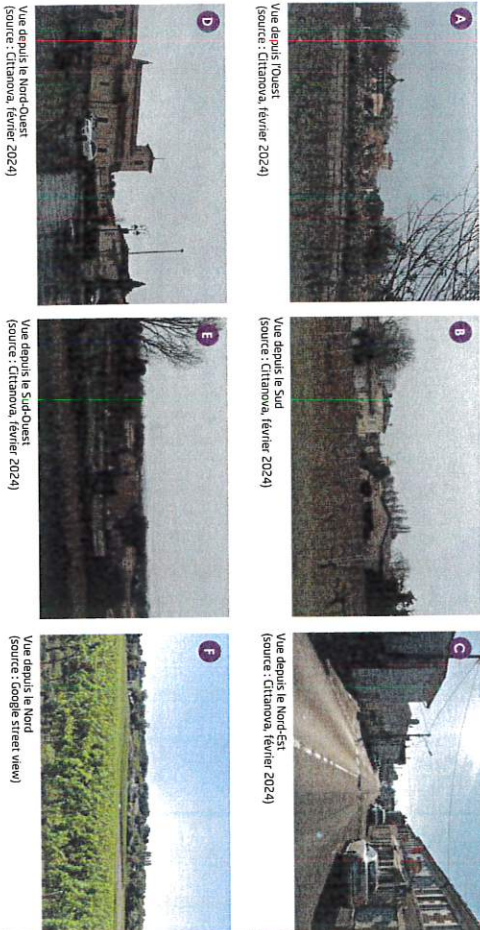 A
Vue depuis l'Ouest
(source : Cittanova, février 2024)
B
Vue depuis le Sud
(source : Cittanova, février 2024)
C
Vue depuis le Nord-Est
(source : Cittanova, février 2024)
D
Vue depuis le Nord-Ouest
(source : Cittanova, février 2024)
E
Vue depuis le Sud-Ouest
(source : Cittanova, février 2024)
F
Vue depuis le Nord
(source : Google street view)